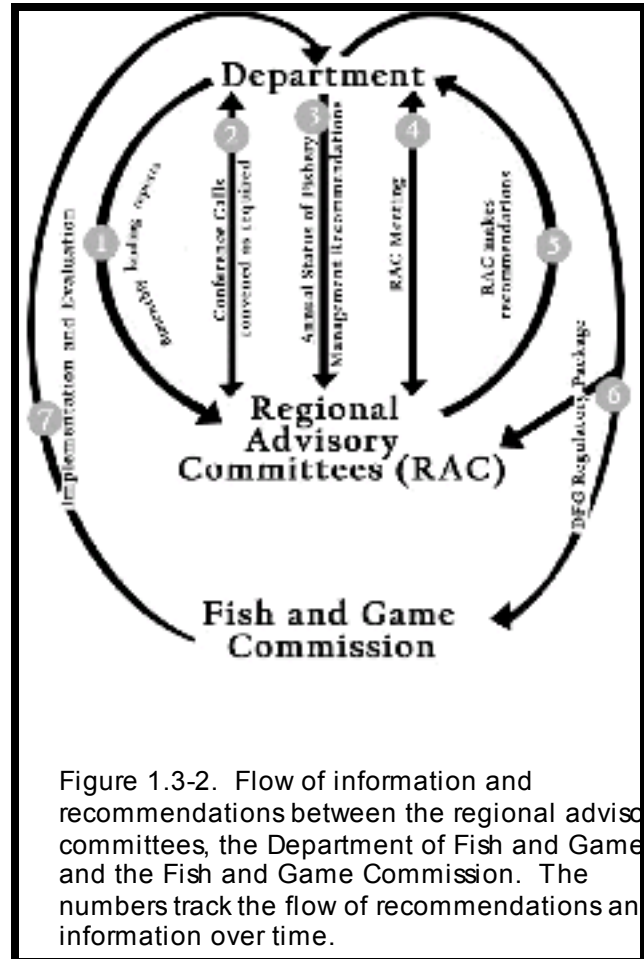 Department
1
2
3
4
5
6
7
landing reports
Conference Calls
convened as required
Annual Status of Fishery
Management Recommendations
RAC Meeting
RAC makes
recommendations
DFG Regulatory Package
Implementation and Evaluation
Regional
Advisory
Committees (RAC)
Fish and Game
Commission
Figure 1.3-2. Flow of information and
recommendations between the regional adviso
committees, the Department of Fish and Game
and the Fish and Game Commission. The
numbers track the flow of recommendations an
information over time.